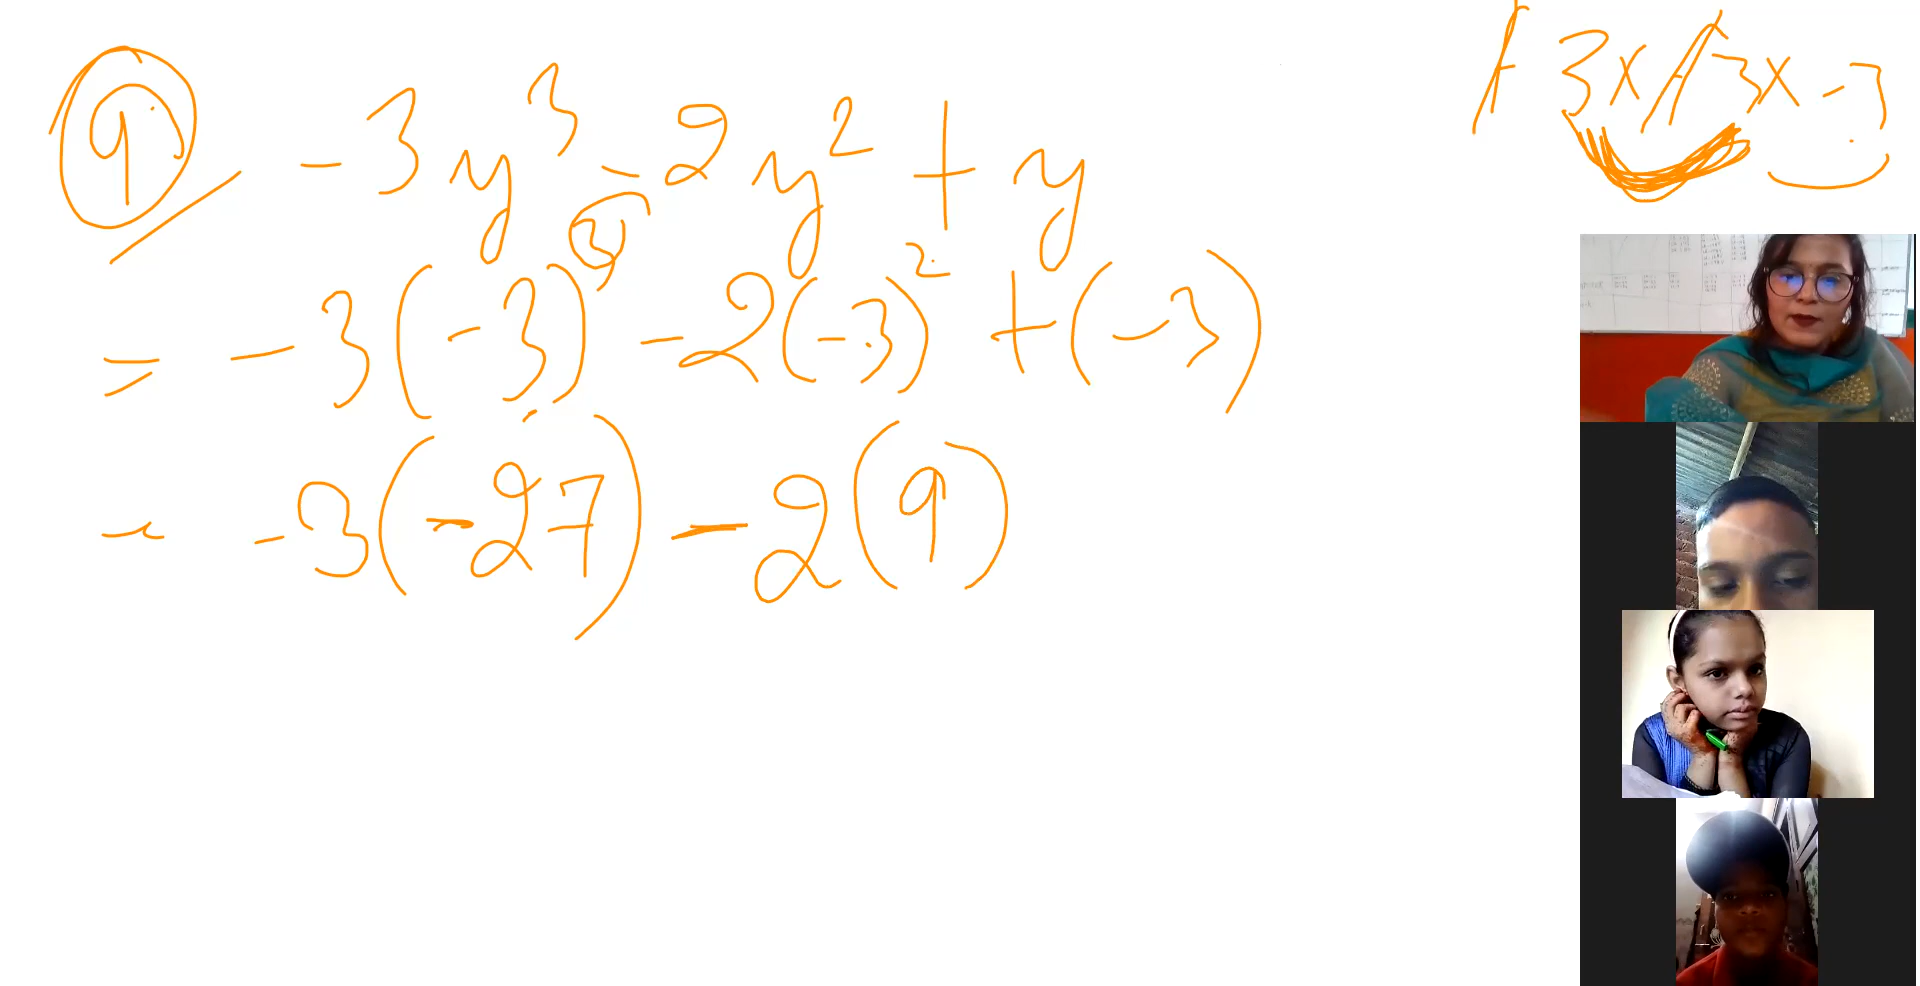 9 -3y³ - 2y² + y
= -3(-3)³ - 2(-3)² + (-3)
= -3(-27) - 2(9)
-3x-3x-3